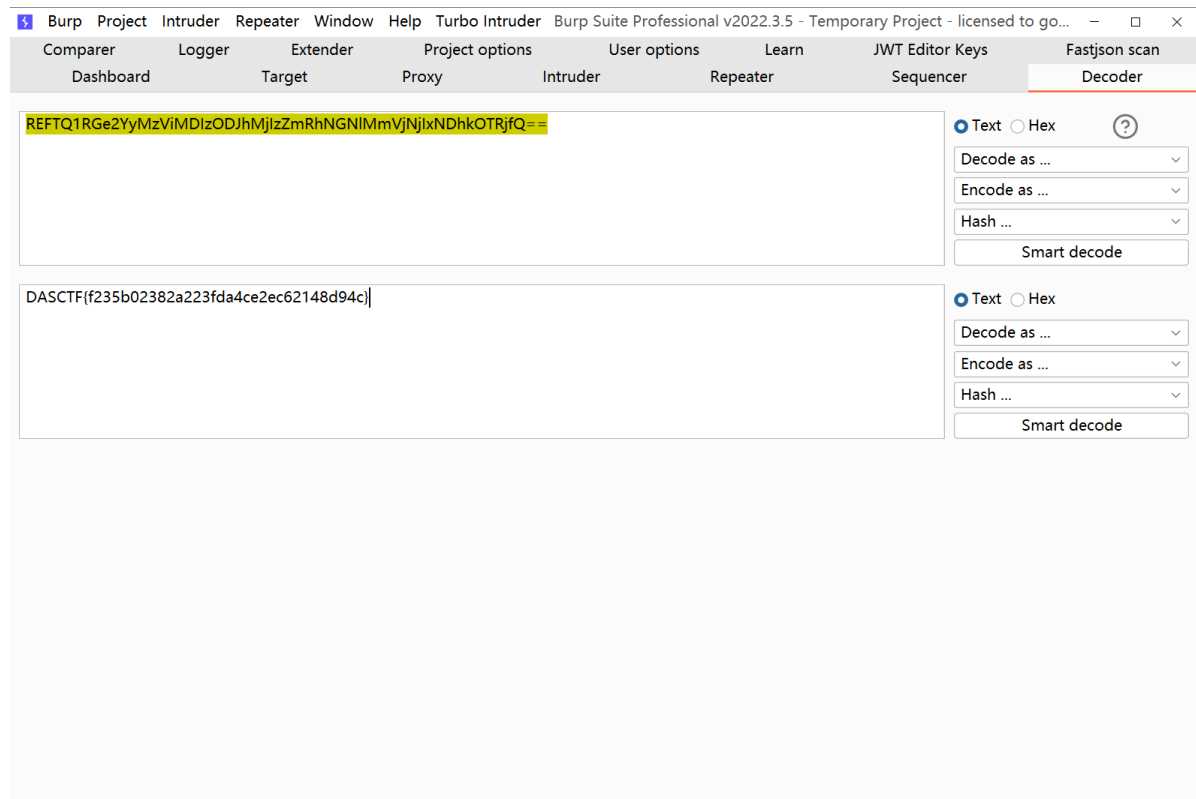 Burp Project Intruder Repeater Window Help Turbo Intruder Burp Suite Professional v2022.3.5 - Temporary Project - licensed to go...
Comparer Logger Extender Project options User options Learn JWT Editor Keys Fastjson scan
Dashboard Target Proxy Intruder Repeater Sequencer Decoder
REFTQ1RGe2YyMzViMDIzODJhMjIzZmRhNGNlMmVjNjIxNDhkOTRjfQ==
Text Hex ?
Decode as ...
Encode as ...
Hash ...
Smart decode
DASCTF{f235b02382a223fda4ce2ec62148d94c}
Text Hex
Decode as ...
Encode as ...
Hash ...
Smart decode